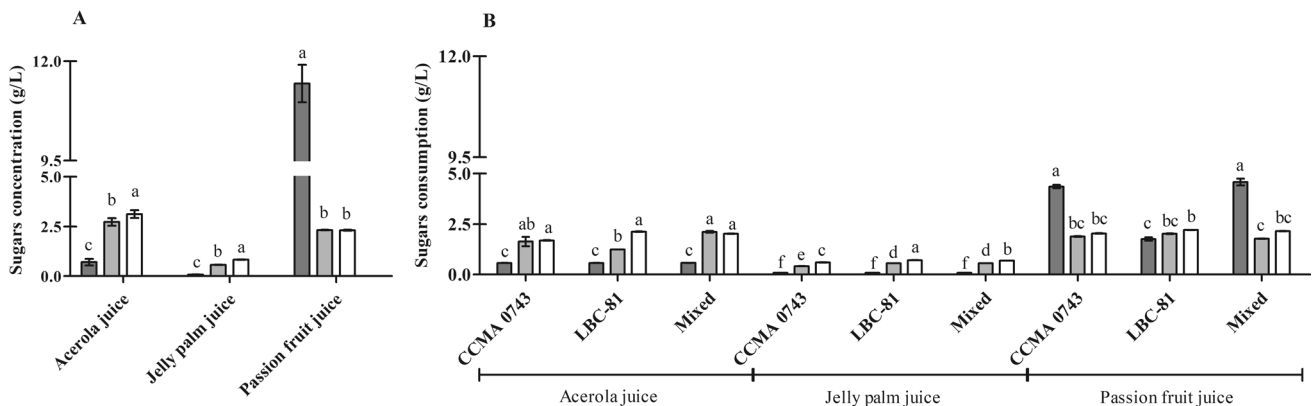 A
Sugars concentration (g/L)
12.0
9.5
5.0
2.5
0.0
c b a
c b a
a b b
Acerola juice
Jelly palm juice
Passion fruit juice
B
Sugars consumption (g/L)
12.0
9.5
5.0
2.5
0.0
c ab a
c b a
c a a
f e c
f d a
f d b
a bc bc
c bc b
a c bc
CCMA 0743
LBC-81
Mixed
CCMA 0743
LBC-81
Mixed
CCMA 0743
LBC-81
Mixed
Acerola juice
Jelly palm juice
Passion fruit juice